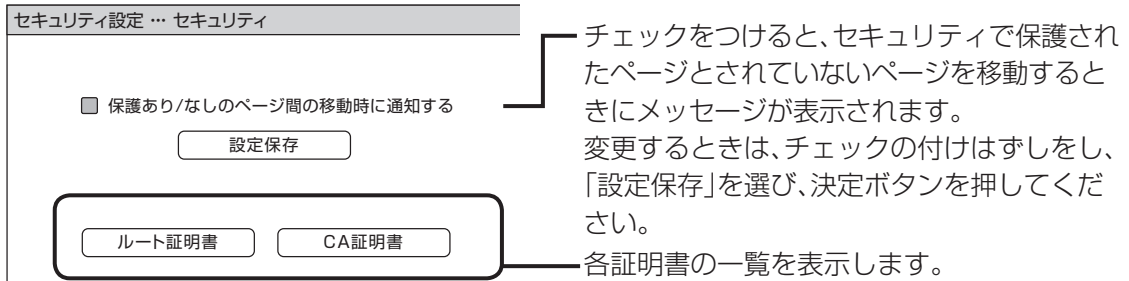 セキュリティ設定 … セキュリティ
保護あり/なしのページ間の移動時に通知する
設定保存
ルート証明書
CA証明書
チェックをつけると、セキュリティで保護され
たページとされていないページを移動すると
きにメッセージが表示されます。
変更するときは、チェックの付けはずしをし、
「設定保存」を選び、決定ボタンを押してくだ
さい。
各証明書の一覧を表示します。